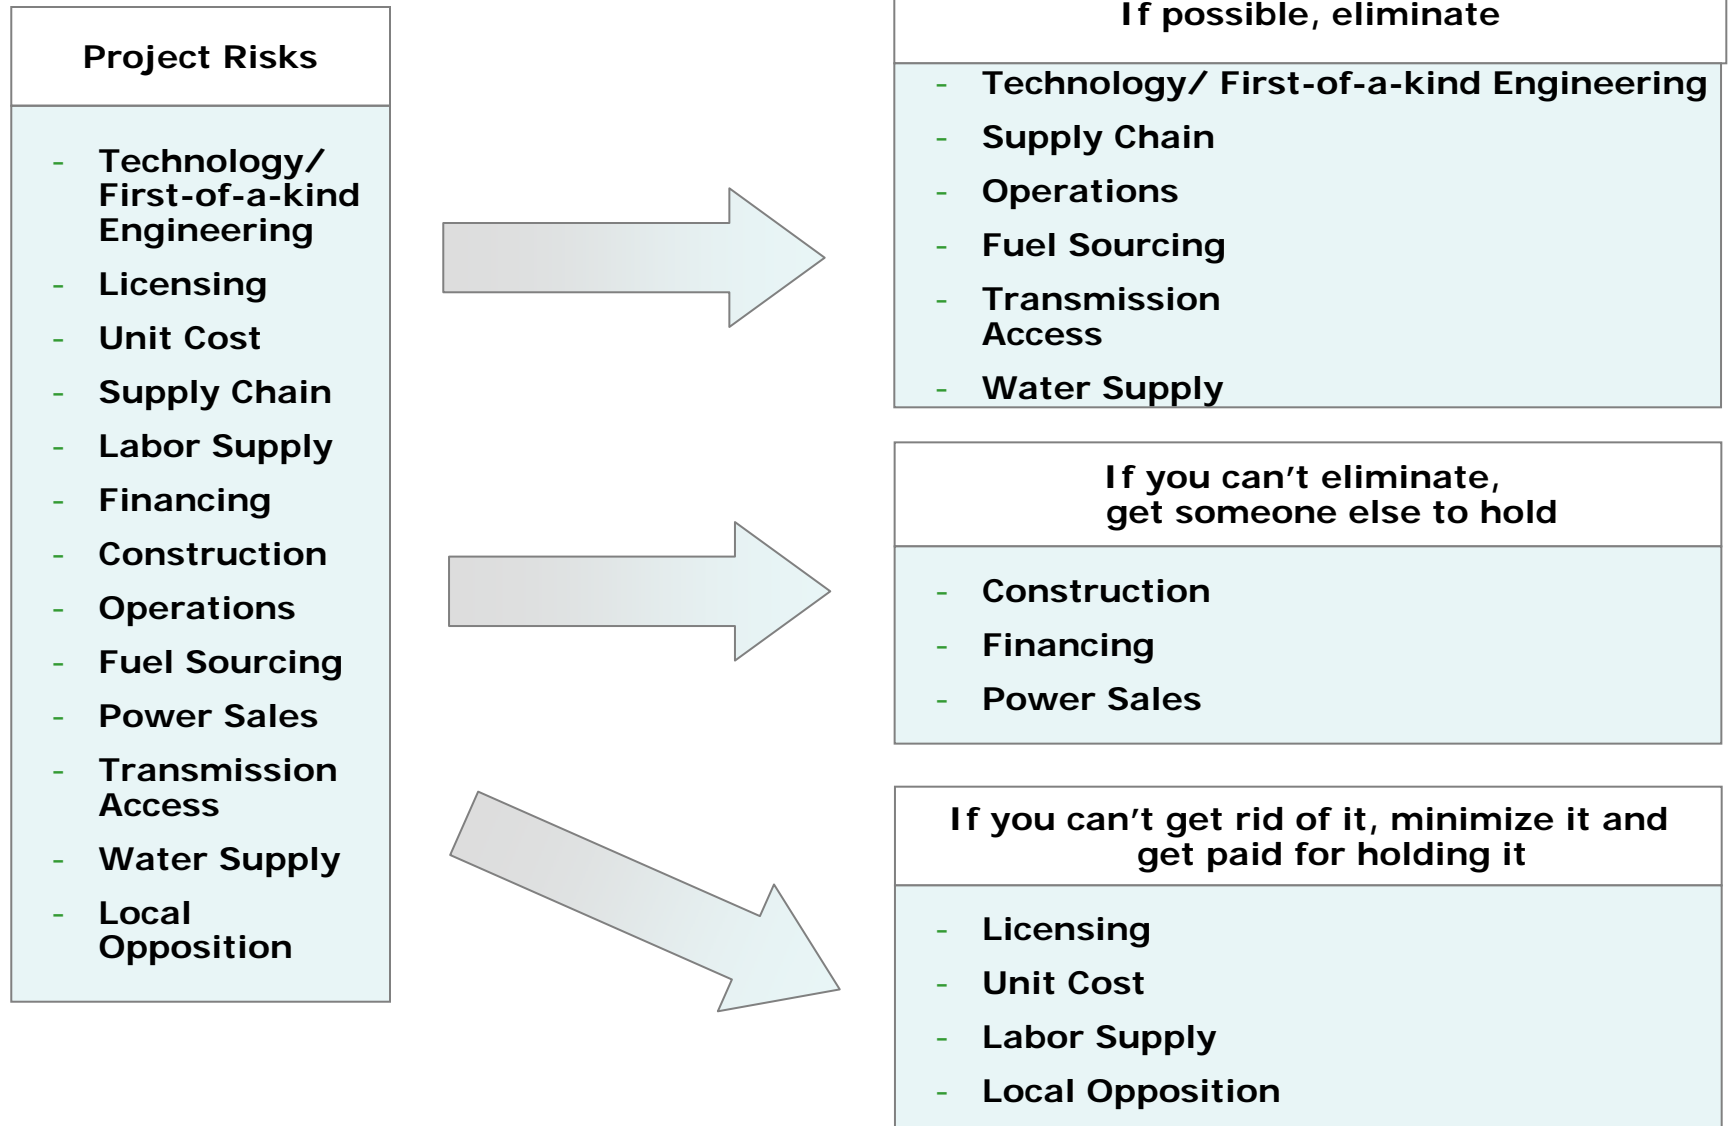 Project Risks
- Technology/
First-of-a-kind
Engineering
- Licensing
- Unit Cost
- Supply Chain
- Labor Supply
- Financing
- Construction
- Operations
- Fuel Sourcing
- Power Sales
- Transmission
Access
- Water Supply
- Local
Opposition
If possible, eliminate
- Technology/ First-of-a-kind Engineering
- Supply Chain
- Operations
- Fuel Sourcing
- Transmission
Access
- Water Supply
If you can’t eliminate,
get someone else to hold
- Construction
- Financing
- Power Sales
If you can’t get rid of it, minimize it and
get paid for holding it
- Licensing
- Unit Cost
- Labor Supply
- Local Opposition